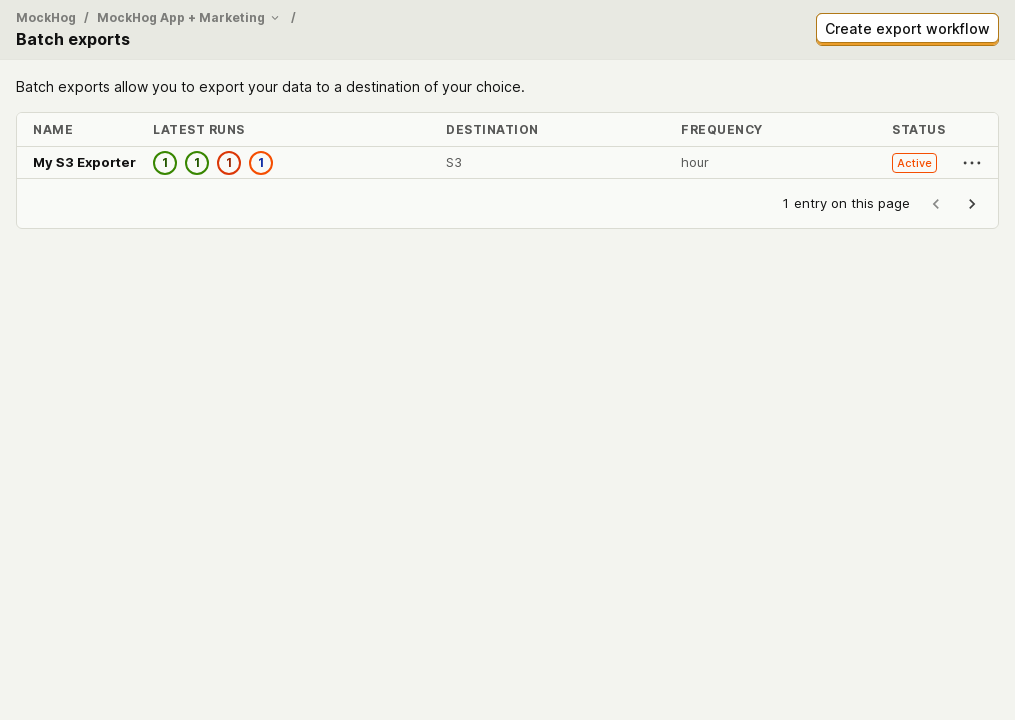 MockHog / MockHog App + Marketing /
Batch exports
Create export workflow
Batch exports allow you to export your data to a destination of your choice.
NAME LATEST RUNS DESTINATION FREQUENCY STATUS
My S3 Exporter 1 1 1 1 S3 hour Active
1 entry on this page